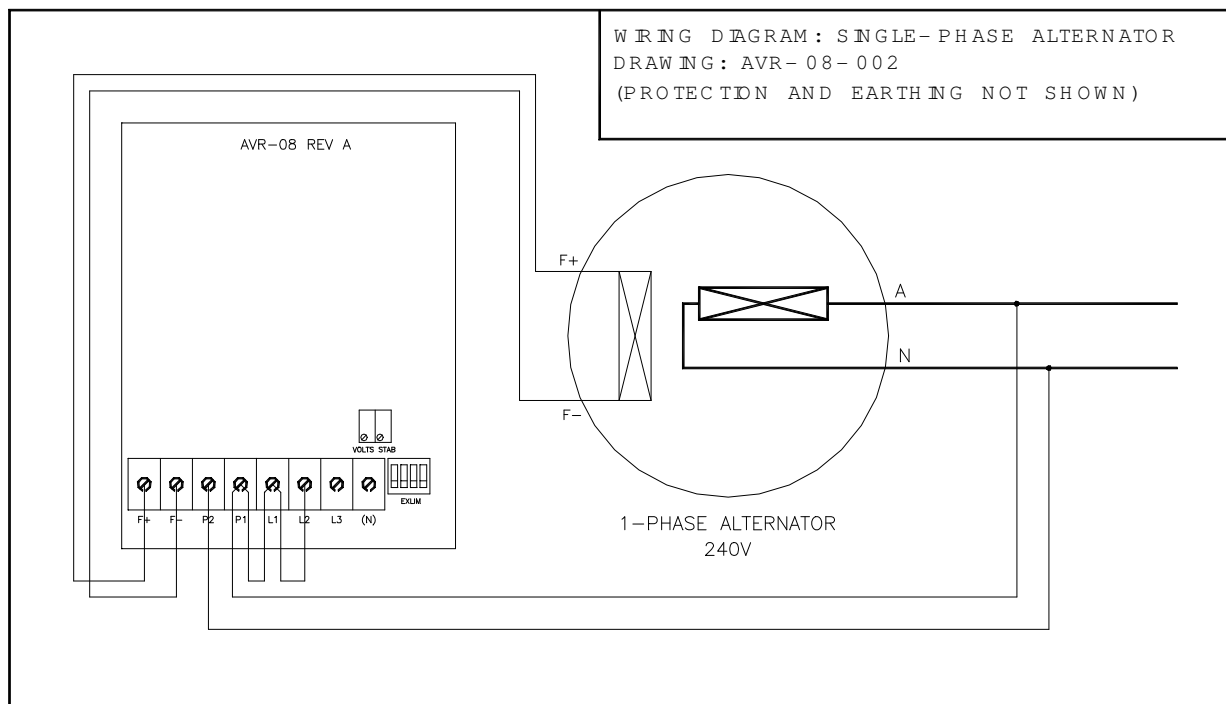 WIRING DIAGRAM: SINGLE-PHASE ALTERNATOR
DRAWING: AVR-08-002
(PROTECTION AND EARTHING NOT SHOWN)
AVR-08 REV A
F+
A
N
F-
VOLTS STAB
EXLIM
F+ F- P2 P1 L1 L2 L3 (N)
1-PHASE ALTERNATOR
240V